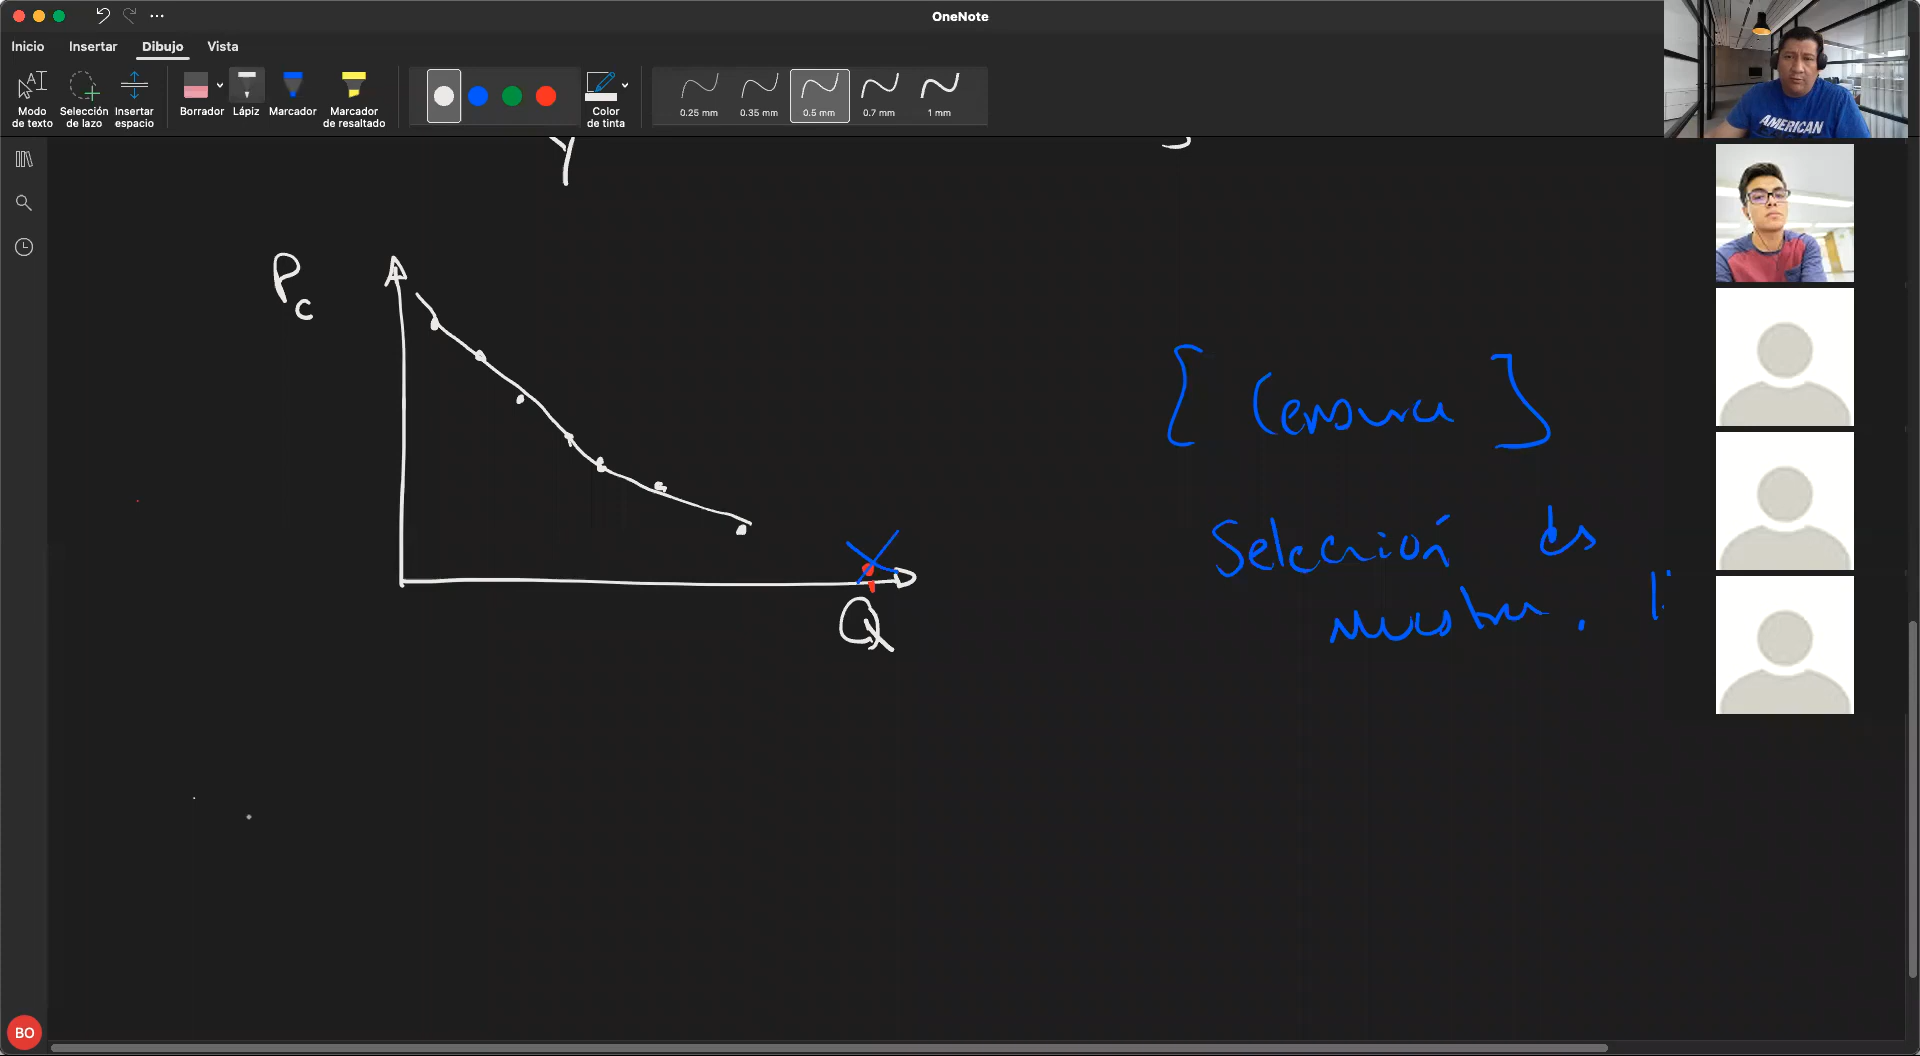 OneNote
Inicio Insertar Dibujo Vista
Modo de texto
Selección de lazo
Insertar espacio
Borrador
Lápiz
Marcador
Marcador de resaltado
Color de tinta
0.25 mm 0.35 mm 0.5 mm 0.7 mm 1 mm
AMERICAN
y
Pc
Q
[ Censura ]
Selección de
muestra.
BO